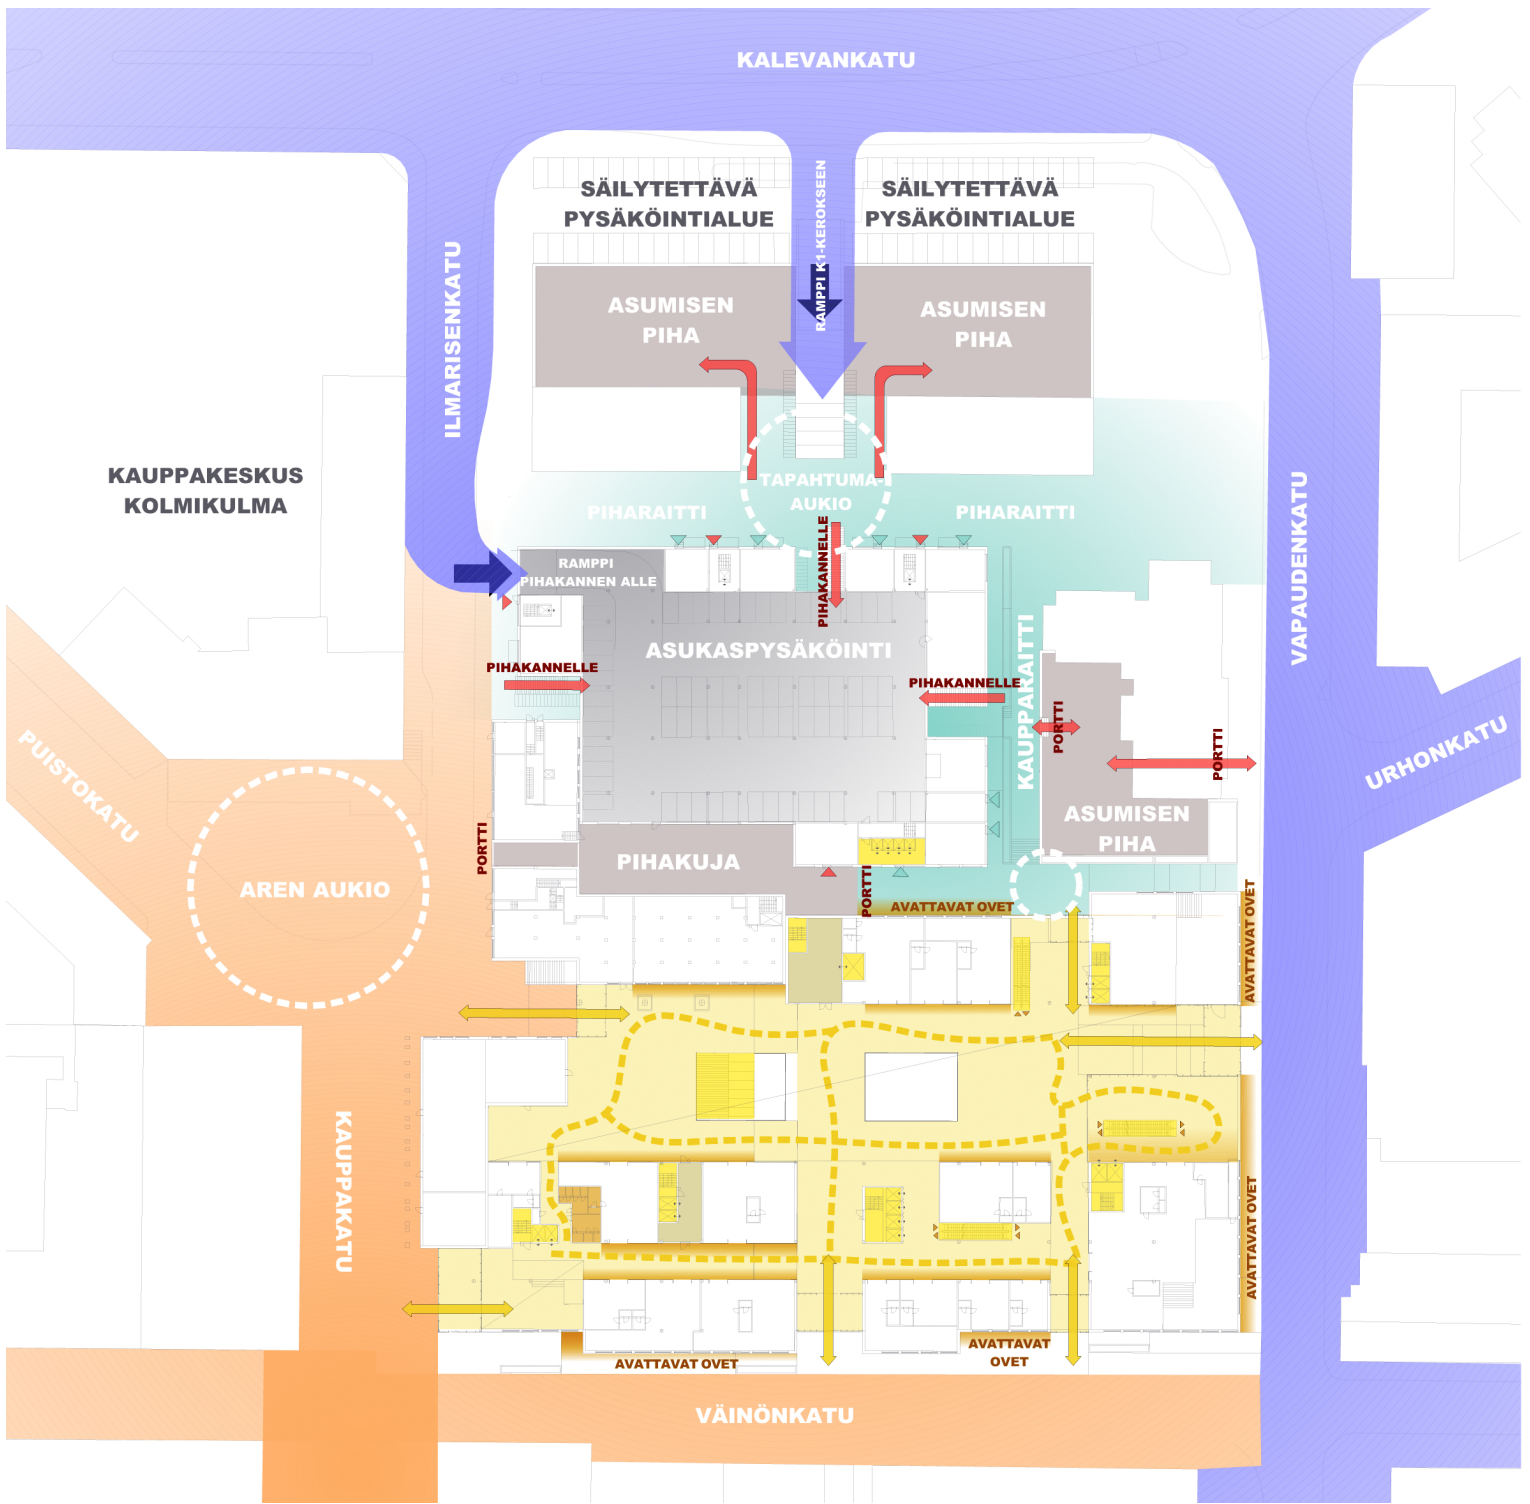 KALEVANKATU
SÄILYTETTÄVÄ
PYSÄKÖINTIALUE
RAMPPI K1-KEROKSEEN
SÄILYTETTÄVÄ
PYSÄKÖINTIALUE
ILMARISENKATU
ASUMISEN
PIHA
ASUMISEN
PIHA
KAUPPAKESKUS
KOLMIKULMA
TAPAHTUMA-
AUKIO
PIHARAITTI
PIHARAITTI
VAPAUDENKATU
RAMPPI
PIHAKANNEN ALLE
PIHAKANNELLE
ASUKASPYSÄKÖINTI
KAUPPARAITTI
PIHAKANNELLE
PIHAKANNELLE
PORTTI
PORTTI
URHONKATU
PUISTOKATU
ASUMISEN
PIHA
PORTTI
PIHAKUJA
AREN AUKIO
PORTTI
AVATTAVAT OVET
AVATTAVAT OVET
KAUPPAKATU
AVATTAVAT OVET
AVATTAVAT OVET
AVATTAVAT
OVET
VÄINÖNKATU